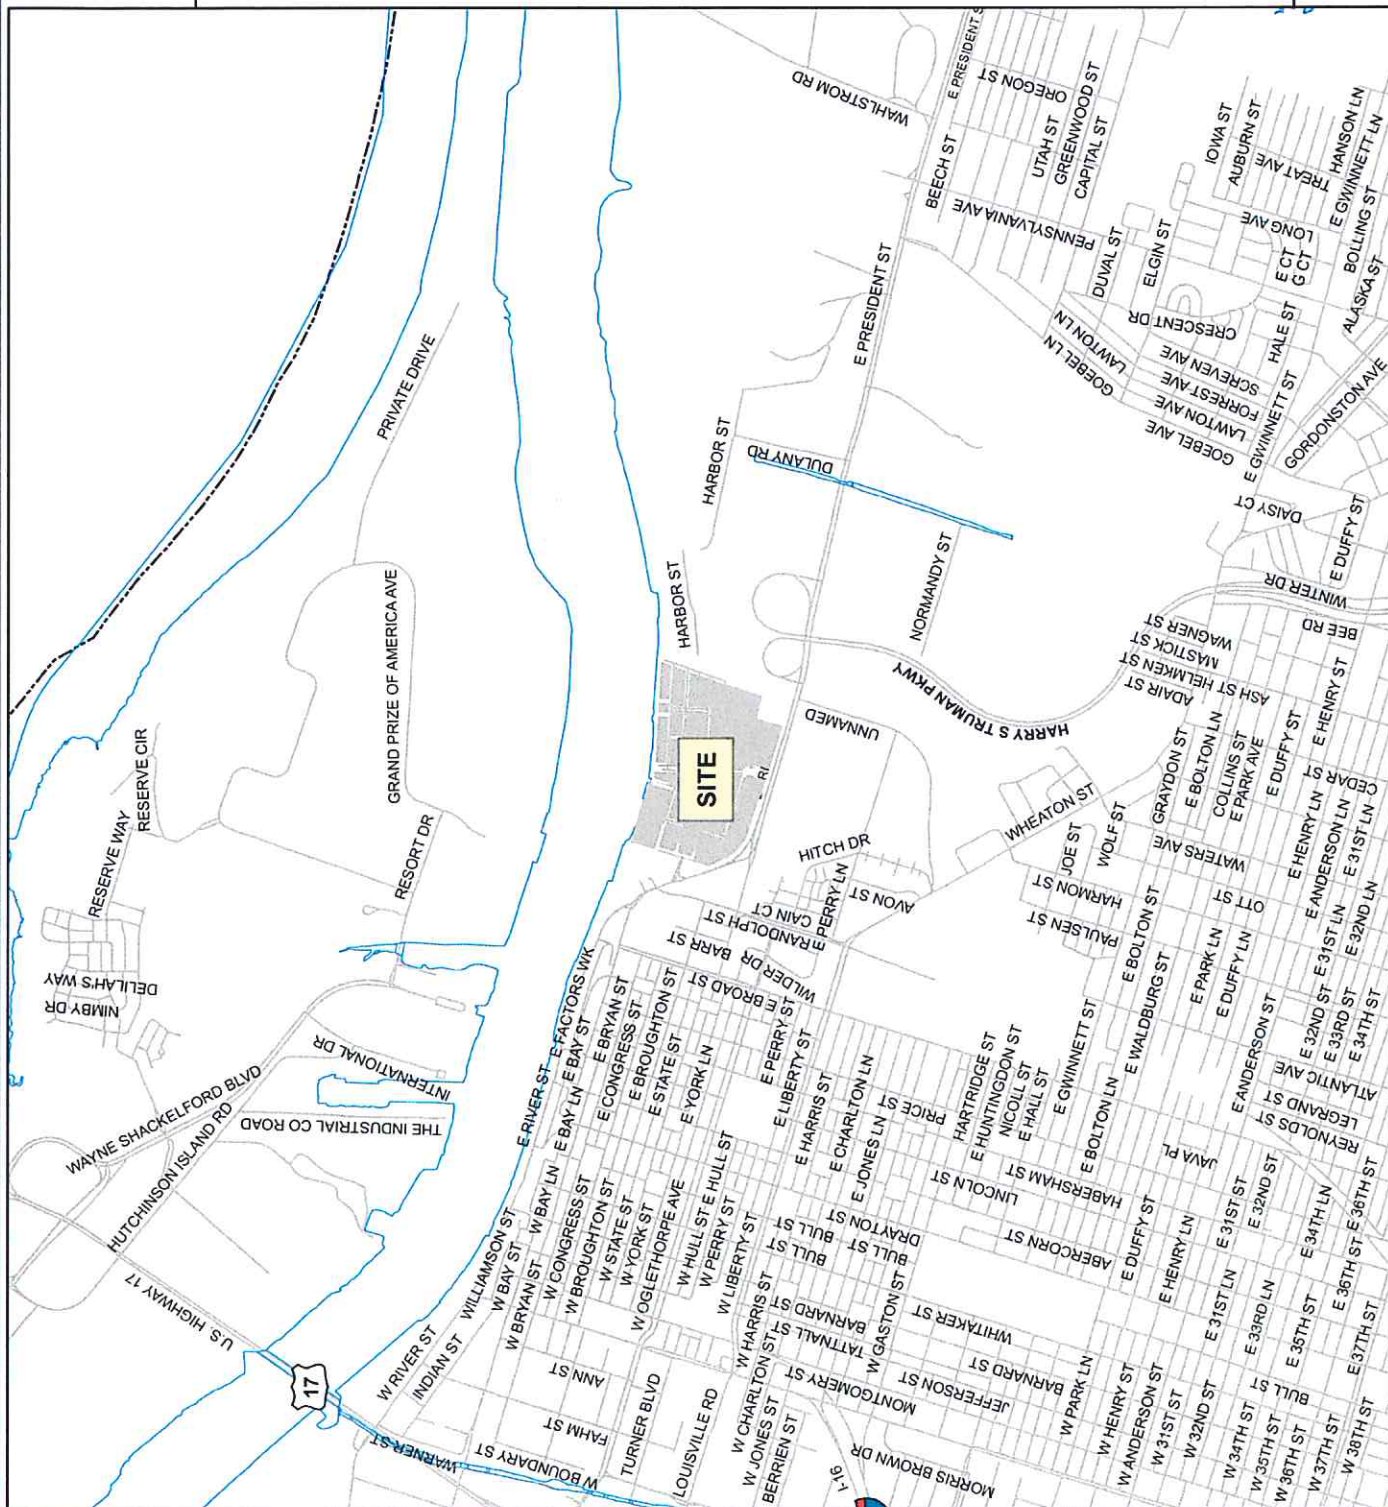 WAHLSTROM RD
E PRESIDENT S
OREGON ST
UTAH ST
GREENWOOD ST
CAPITAL ST
BEECH ST
PENNSYLVANIA AVE
IOWA ST
AUBURN ST
TREAT AVE
HANSON LN
E GWINNETT LN
LONG AVE
BOLLING ST
E CT
G CT
ALASKA ST
DUVAL ST
ELGIN ST
CRESCENT DR
HALE ST
E PRESIDENT ST
LAWTON LN
GOEBEL LN
SCREVEN AVE
FORREST AVE
LAWTON AVE
GOEBEL AVE
E GWINNETT ST
GORDONSTON AVE
PRIVATE DRIVE
HARBOR ST
DULANY RD
DAISY CT
E DUFFY ST
NORMANDY ST
WINTER DR
BEE RD
GRAND PRIZE OF AMERICA AVE
HARBOR ST
WAGNER ST
MASTICK ST
HELMKEN ST
ASH ST
ADAIR ST
HARRY S TRUMAN PKWY
UNNAMED
E HENRY ST
E DUFFY ST
CEDAR ST
RESERVE CIR
RESERVE WAY
SITE
RI
GRAYDON ST
E BOLTON LN
COLLINS ST
E PARK AVE
WHEATON ST
RESORT DR
HITCH DR
JOE ST
WOLF ST
WATERS AVE
E HENRY LN
E ANDERSON LN
E 31ST LN
AVON ST
E PERRY LN
CAIN CT
E RANDOLPH ST
HARMON ST
PAULSEN ST
OTT ST
DELILAH'S WAY
NIMBY DR
BARR ST
WILDER DR
E BROAD ST
E BOLTON ST
E WALDBURG ST
E PARK LN
E DUFFY LN
E 31ST LN
E 32ND LN
E FACTORS WK
E BRYAN ST
E CONGRESS ST
E BROUGHTON ST
E STATE ST
E YORK LN
E PERRY ST
E LIBERTY ST
E 32ND ST
E 33RD ST
E 34TH ST
INTERNATIONAL DR
WAYNE SHACKELFORD BLVD
E RIVER ST
E BAY ST
E BAY LN
E HARRIS ST
E CHARLTON LN
E JONES LN
PRICE ST
HARTRIDGE ST
E HUNTINGDON ST
NICOLL ST
E HALL ST
E GWINNETT ST
E BOLTON LN
E ANDERSON ST
ATLANTIC AVE
LEGRAND ST
REYNOLDS ST
THE INDUSTRIAL CO ROAD
HUTCHINSON ISLAND RD
JAVA PL
HABERSHAM ST
LINCOLN ST
ABERCORN ST
E HULL ST
W BAY LN
W CONGRESS ST
W BROUGHTON ST
W STATE ST
W YORK ST
W OGLETHORPE AVE
W HULL ST
W PERRY ST
W LIBERTY ST
DRAYTON ST
BULL ST
BULL ST
BULL ST
E DUFFY ST
E HENRY LN
E 31ST ST
E 32ND ST
E 34TH LN
E 36TH ST
E 36TH ST
WILLIAMSON ST
W BAY ST
W BRYAN ST
U.S. HIGHWAY 17
17
W RIVER ST
INDIAN ST
W HARRIS ST
BARNARD ST
TATTNALL ST
W GASTON ST
WHITAKER ST
E 31ST LN
E 33RD LN
E 35TH ST
E 37TH ST
ANN ST
FAHM ST
TURNER BLVD
LOUISVILLE RD
W CHARLTON ST
W JONES ST
BERRIEN ST
MONTGOMERY ST
JEFFERSON ST
BARNARD ST
BULL ST
W PARK LN
W HENRY ST
W ANDERSON ST
W 31ST ST
W 32ND ST
W 34TH ST
W 35TH ST
W 36TH ST
W 37TH ST
W 38TH ST
WARNER ST
W BOUNDARY ST
I-16
MORRIS BROWN DR